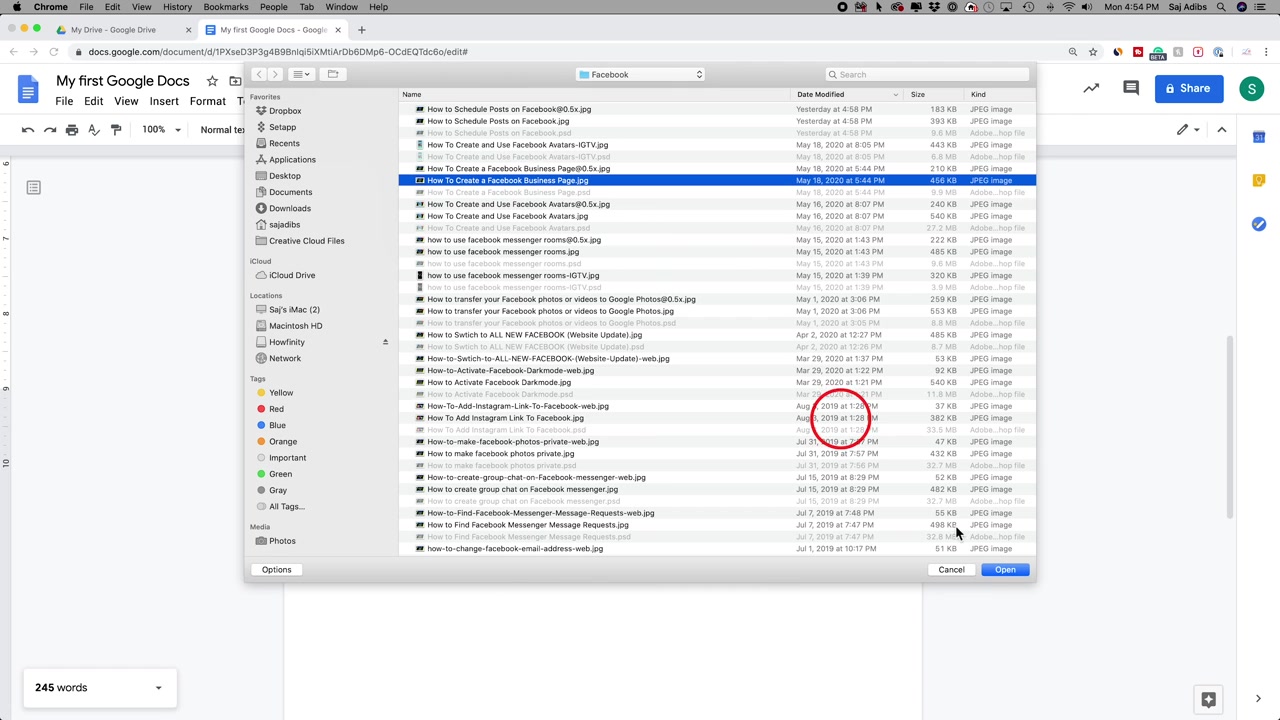 Chrome File Edit View History Bookmarks People Tab Window Help Mon 4:54 PM Saj Adibs
My Drive - Google Drive × My first Google Docs - Google × +
docs.google.com/document/d/1PXseD3P3g4B9BnIqi5iXMtiArDb6DMp6-OCdEQTdc6o/edit#
BETA
My first Google Docs
File Edit View Insert Format T
Share
S
100% Normal text
Facebook
Search
Favorites
Dropbox
Setapp
Recents
Applications
Desktop
Documents
Downloads
sajadibs
Creative Cloud Files
iCloud
iCloud Drive
Locations
Saj's iMac (2)
Macintosh HD
Howfinity
Network
Tags
Yellow
Red
Blue
Orange
Important
Green
Gray
All Tags...
Media
Photos
Name Date Modified Size Kind
How to Schedule Posts on Facebook@0.5x.jpg Yesterday at 4:58 PM 183 KB JPEG image
How to Schedule Posts on Facebook.jpg Yesterday at 4:58 PM 393 KB JPEG image
How to Schedule Posts on Facebook.psd Yesterday at 4:58 PM 9.6 MB Adobe...hop file
How To Create and Use Facebook Avatars-IGTV.jpg May 18, 2020 at 8:05 PM 443 KB JPEG image
How To Create and Use Facebook Avatars-IGTV.psd May 18, 2020 at 8:05 PM 6.8 MB Adobe...hop file
How To Create a Facebook Business Page@0.5x.jpg May 18, 2020 at 5:44 PM 210 KB JPEG image
How To Create a Facebook Business Page.jpg May 18, 2020 at 5:44 PM 456 KB JPEG image
How To Create a Facebook Business Page.psd May 18, 2020 at 5:44 PM 9.9 MB Adobe...hop file
How To Create and Use Facebook Avatars@0.5x.jpg May 16, 2020 at 8:07 PM 240 KB JPEG image
How To Create and Use Facebook Avatars.jpg May 16, 2020 at 8:07 PM 540 KB JPEG image
How To Create and Use Facebook Avatars.psd May 16, 2020 at 8:07 PM 27.2 MB Adobe...hop file
how to use facebook messenger rooms@0.5x.jpg May 15, 2020 at 1:43 PM 222 KB JPEG image
how to use facebook messenger rooms.jpg May 15, 2020 at 1:43 PM 485 KB JPEG image
how to use facebook messenger rooms.psd May 15, 2020 at 1:43 PM 9.6 MB Adobe...hop file
how to use facebook messenger rooms-IGTV.jpg May 15, 2020 at 1:39 PM 320 KB JPEG image
how to use facebook messenger rooms-IGTV.psd May 15, 2020 at 1:39 PM 3.9 MB Adobe...hop file
How to transfer your Facebook photos or videos to Google Photos@0.5x.jpg May 1, 2020 at 3:06 PM 259 KB JPEG image
How to transfer your Facebook photos or videos to Google Photos.jpg May 1, 2020 at 3:06 PM 553 KB JPEG image
How to transfer your Facebook photos or videos to Google Photos.psd May 1, 2020 at 3:05 PM 8.8 MB Adobe...hop file
How to Swtich to ALL NEW FACEBOOK (Website Update).jpg Apr 2, 2020 at 12:27 PM 485 KB JPEG image
How to Swtich to ALL NEW FACEBOOK (Website Update).psd Apr 2, 2020 at 12:26 PM 8.7 MB Adobe...hop file
How-to-Swtich-to-ALL-NEW-FACEBOOK-(Website-Update)-web.jpg Mar 29, 2020 at 1:37 PM 53 KB JPEG image
How-to-Activate-Facebook-Darkmode-web.jpg Mar 29, 2020 at 1:22 PM 92 KB JPEG image
How to Activate Facebook Darkmode.jpg Mar 29, 2020 at 1:21 PM 540 KB JPEG image
How to Activate Facebook Darkmode.psd Mar 29, 2020 at 1:21 PM 11.8 MB Adobe...hop file
How-To-Add-Instagram-Link-To-Facebook-web.jpg 2019 at 1:28 PM 37 KB JPEG image
How To Add Instagram Link To Facebook.jpg 2019 at 1:28 PM 382 KB JPEG image
How To Add Instagram Link To Facebook.psd 2019 at 1:28 PM 33.5 MB Adobe...hop file
How-to-make-facebook-photos-private-web.jpg Jul 31, 2019 at 7:57 PM 47 KB JPEG image
How to make facebook photos private.jpg Jul 31, 2019 at 7:57 PM 432 KB JPEG image
How to make facebook photos private.psd Jul 31, 2019 at 7:56 PM 32.7 MB Adobe...hop file
How-to-create-group-chat-on-Facebook-messenger-web.jpg Jul 15, 2019 at 8:29 PM 52 KB JPEG image
How to create group chat on Facebook messenger.jpg Jul 15, 2019 at 8:29 PM 482 KB JPEG image
How to create group chat on Facebook messenger.psd Jul 15, 2019 at 8:29 PM 32.7 MB Adobe...hop file
How-to-Find-Facebook-Messenger-Message-Requests-web.jpg Jul 7, 2019 at 7:48 PM 55 KB JPEG image
How to Find Facebook Messenger Message Requests.jpg Jul 7, 2019 at 7:47 PM 498 KB JPEG image
How to Find Facebook Messenger Message Requests.psd Jul 7, 2019 at 7:47 PM 32.8 MB Adobe...hop file
how-to-change-facebook-email-address-web.jpg Jul 1, 2019 at 10:17 PM 51 KB JPEG image
Options Cancel Open
6
7
8
9
10
31
245 words